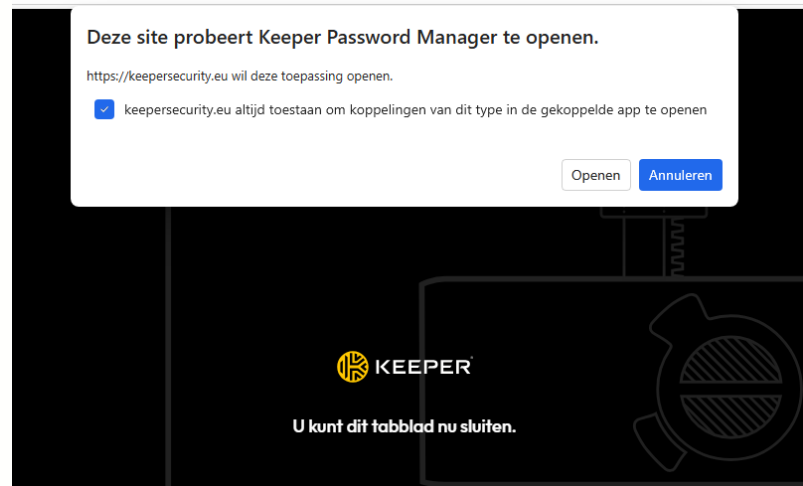 Deze site probeert Keeper Password Manager te openen.
https://keepersecurity.eu wil deze toepassing openen.
keepersecurity.eu altijd toestaan om koppelingen van dit type in de gekoppelde app te openen
Openen
Annuleren
KEEPER
U kunt dit tabblad nu sluiten.